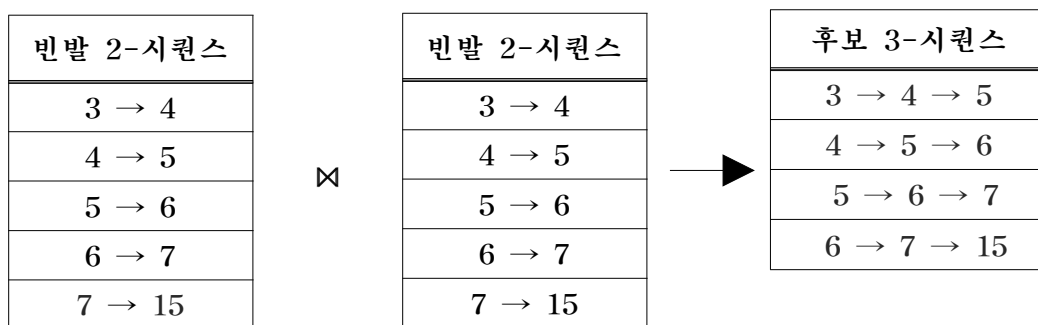 빈발 2-시퀀스
3 → 4
4 → 5
5 → 6
6 → 7
7 → 15
⋈
빈발 2-시퀀스
3 → 4
4 → 5
5 → 6
6 → 7
7 → 15
후보 3-시퀀스
3 → 4 → 5
4 → 5 → 6
5 → 6 → 7
6 → 7 → 15